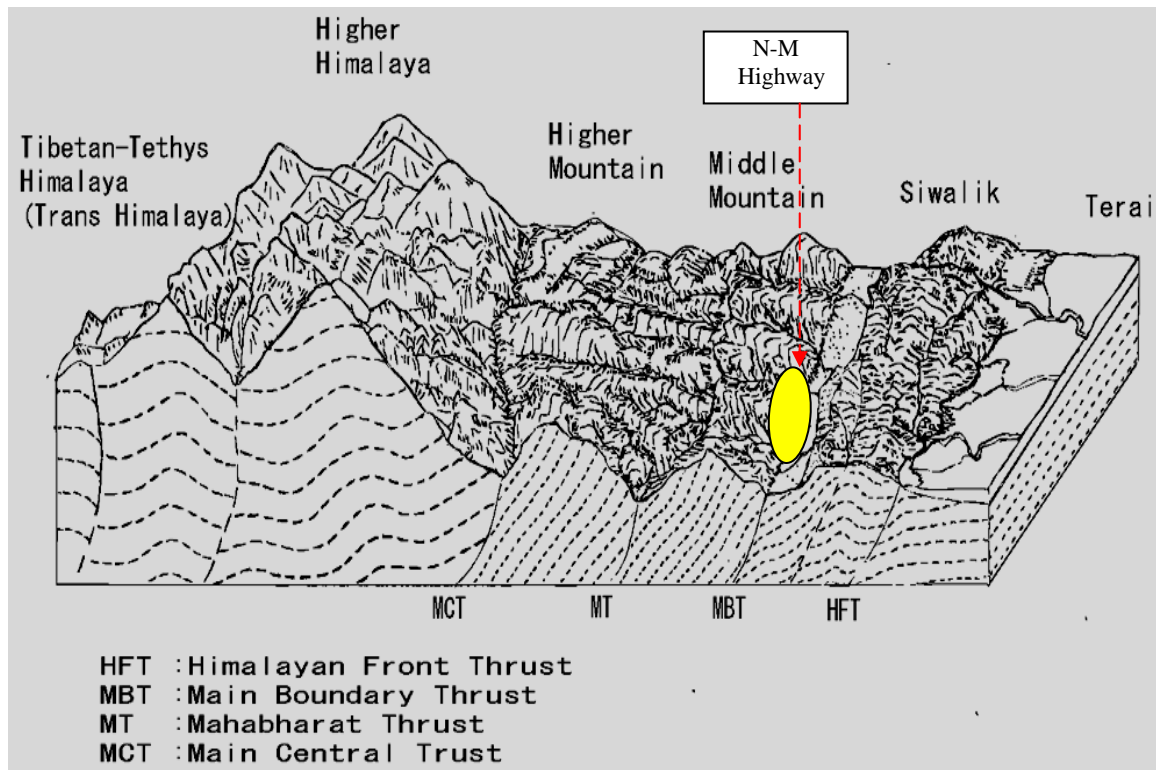 Higher
Himalaya
N-M
Highway
Tibetan-Tethys
Himalaya
(Trans Himalaya)
Higher
Mountain
Middle
Mountain
Siwalik
Terai
MCT
MT
MBT
HFT
HFT :Himalayan Front Thrust
MBT :Main Boundary Thrust
MT :Mahabharat Thrust
MCT :Main Central Trust